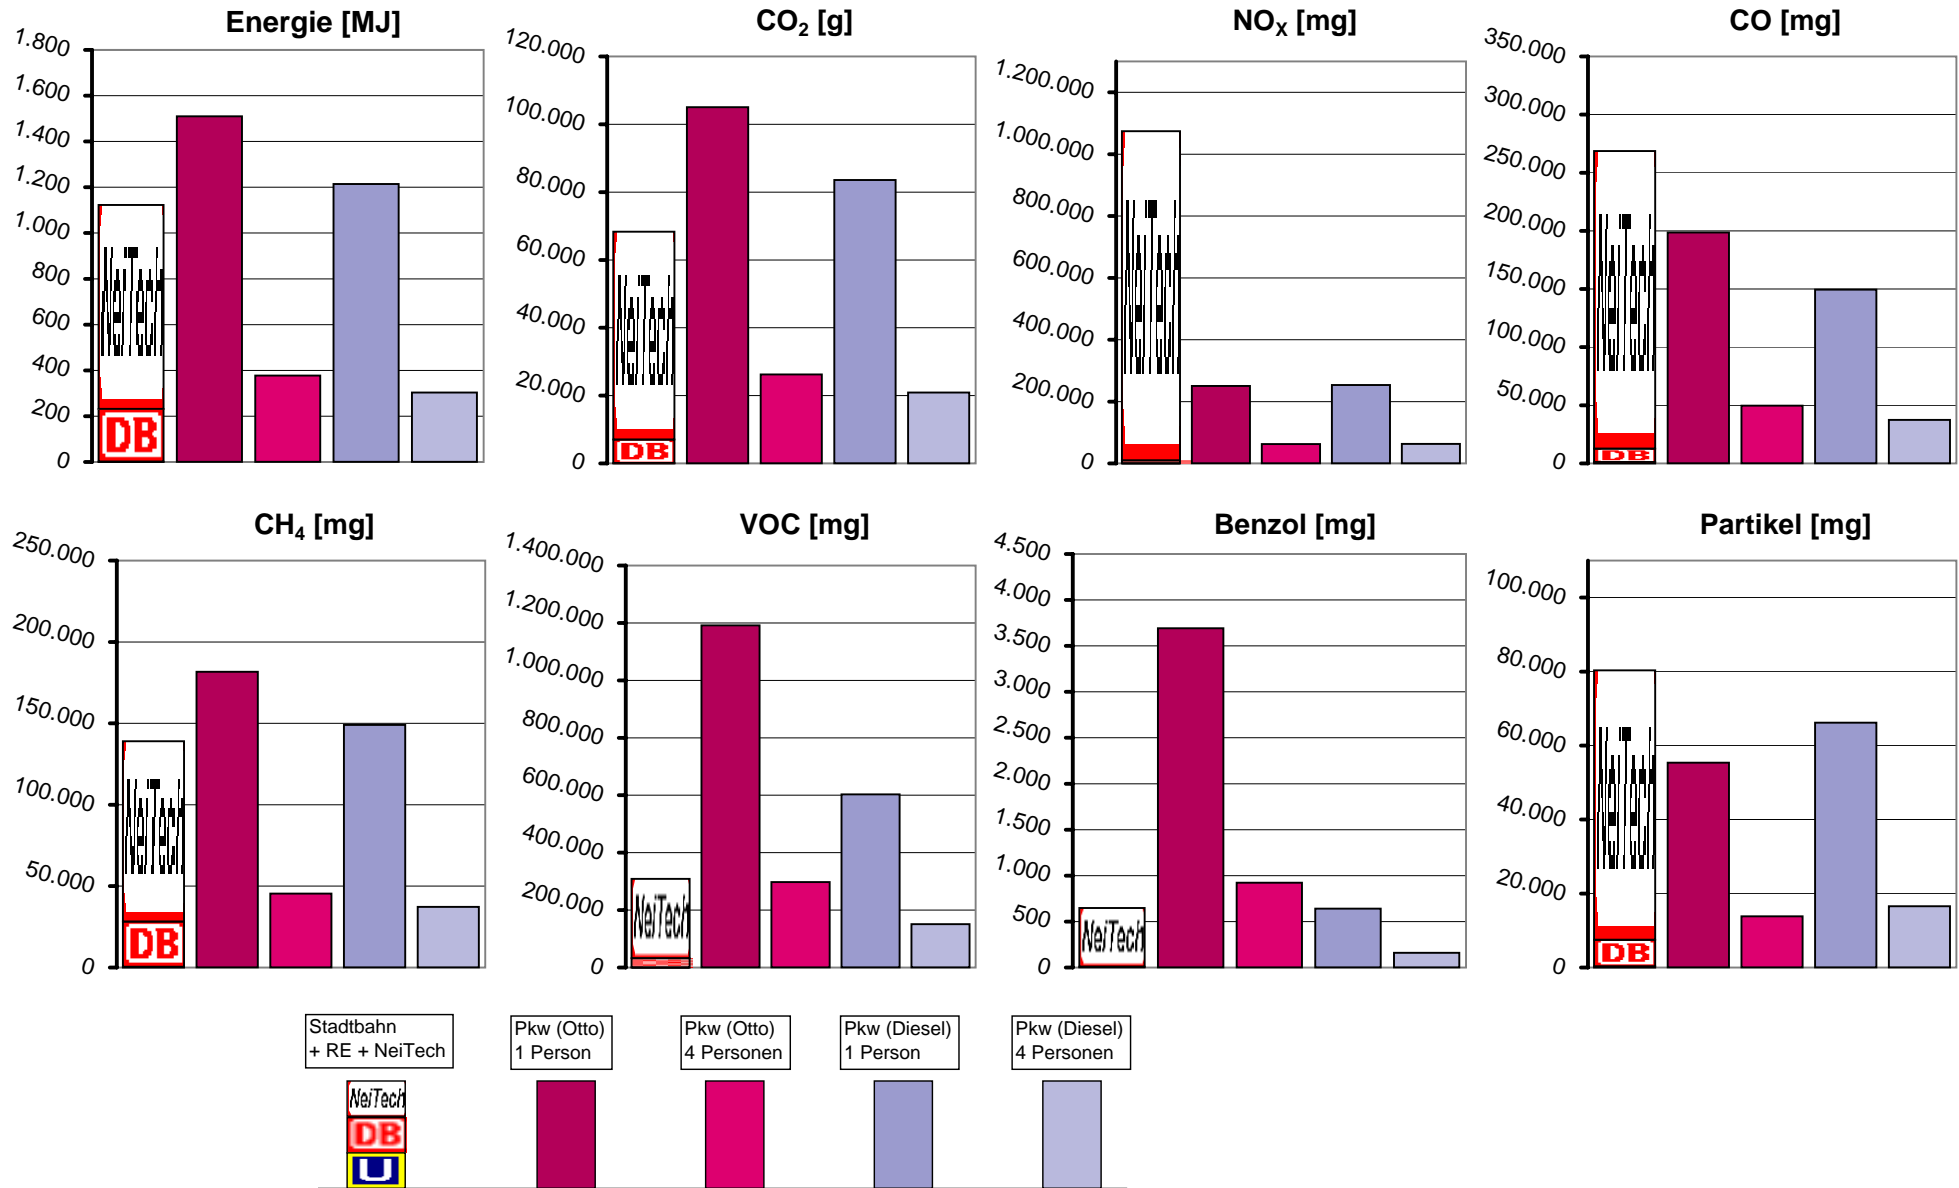 Energie [MJ]
1.800
1.600
1.400
1.200
1.000
800
600
400
200
0
NeiTech
DB
CO₂ [g]
120.000
100.000
80.000
60.000
40.000
20.000
0
NeiTech
DB
NOX [mg]
1.200.000
1.000.000
800.000
600.000
400.000
200.000
0
NeiTech
CO [mg]
350.000
300.000
250.000
200.000
150.000
100.000
50.000
0
NeiTech
DB
CH₄ [mg]
250.000
200.000
150.000
100.000
50.000
0
NeiTech
DB
VOC [mg]
1.400.000
1.200.000
1.000.000
800.000
600.000
400.000
200.000
0
NeiTech
Benzol [mg]
4.500
4.000
3.500
3.000
2.500
2.000
1.500
1.000
500
0
NeiTech
Partikel [mg]
100.000
80.000
60.000
40.000
20.000
0
NeiTech
DB
Stadtbahn
+ RE + NeiTech
Pkw (Otto)
1 Person
Pkw (Otto)
4 Personen
Pkw (Diesel)
1 Person
Pkw (Diesel)
4 Personen
NeiTech
DB
U